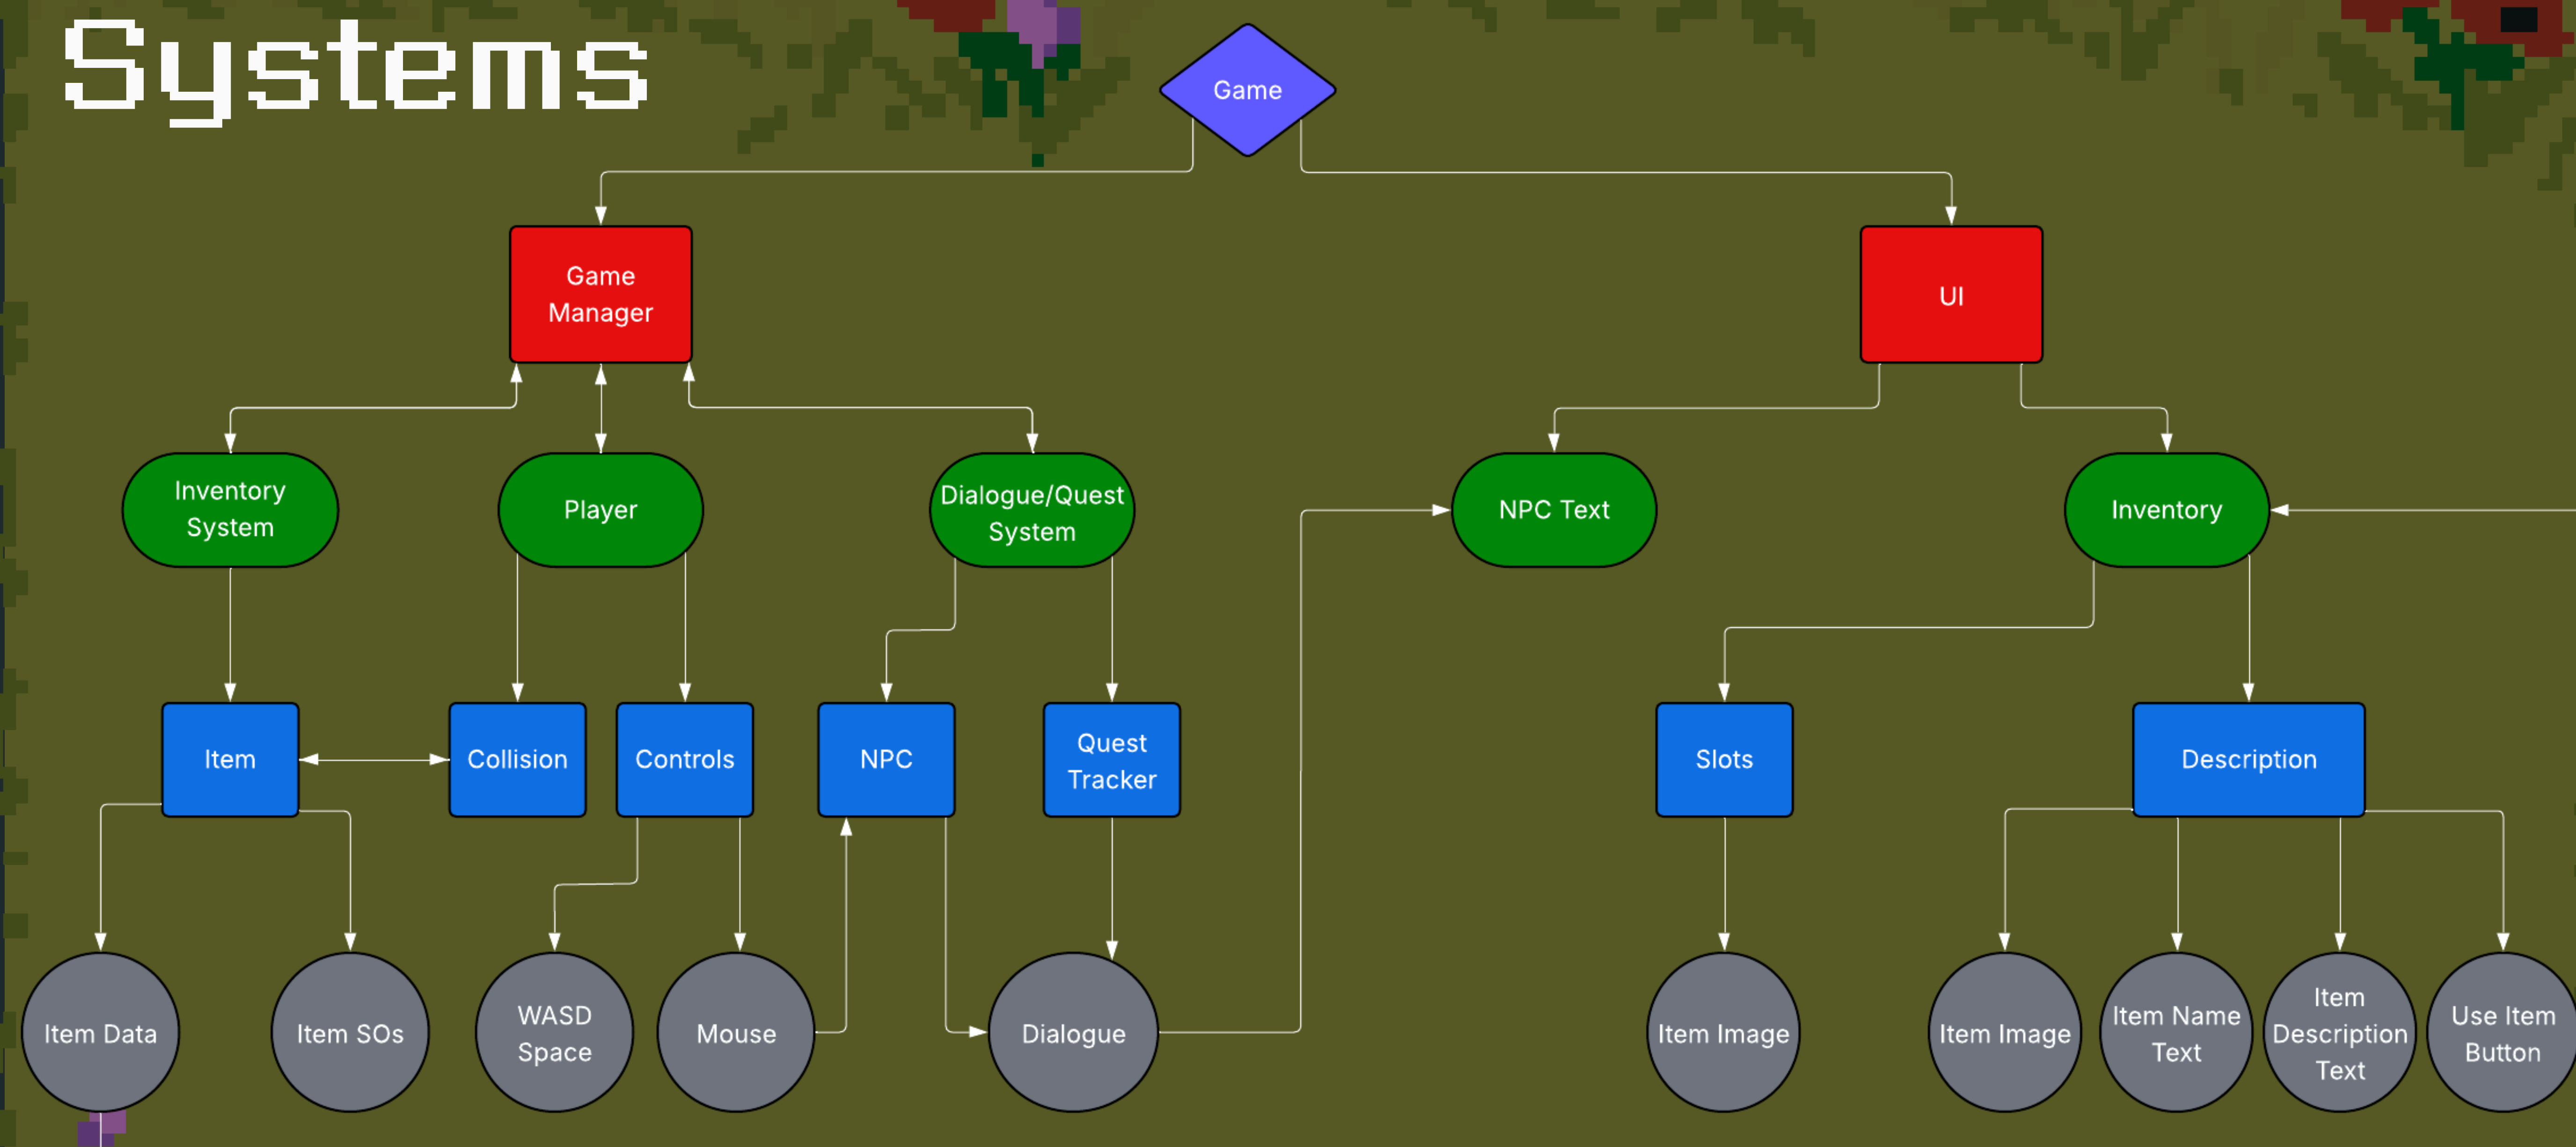 Systems
Game
Game
Manager
UI
Inventory
System
Player
Dialogue/Quest
System
NPC Text
Inventory
Item
Collision
Controls
NPC
Quest
Tracker
Slots
Description
Item Data
Item SOs
WASD
Space
Mouse
Dialogue
Item Image
Item Image
Item Name
Text
Item
Description
Text
Use Item
Button